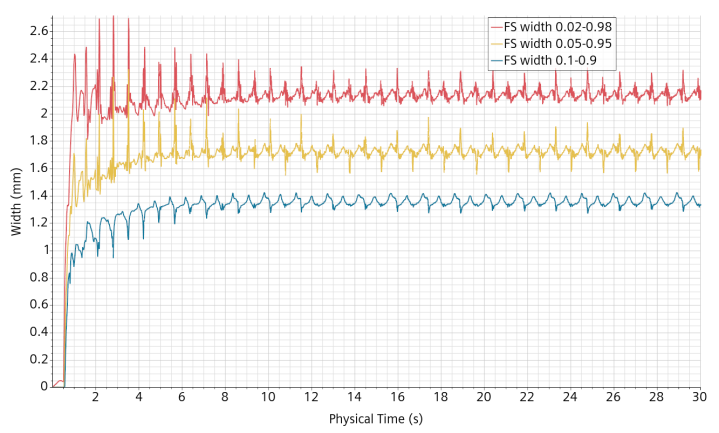 FS width 0.02-0.98
FS width 0.05-0.95
FS width 0.1-0.9
2.6
2.4
2.2
2
1.8
1.6
1.4
1.2
1
0.8
0.6
0.4
0.2
0
Width (mm)
2 4 6 8 10 12 14 16 18 20 22 24 26 28 30
Physical Time (s)